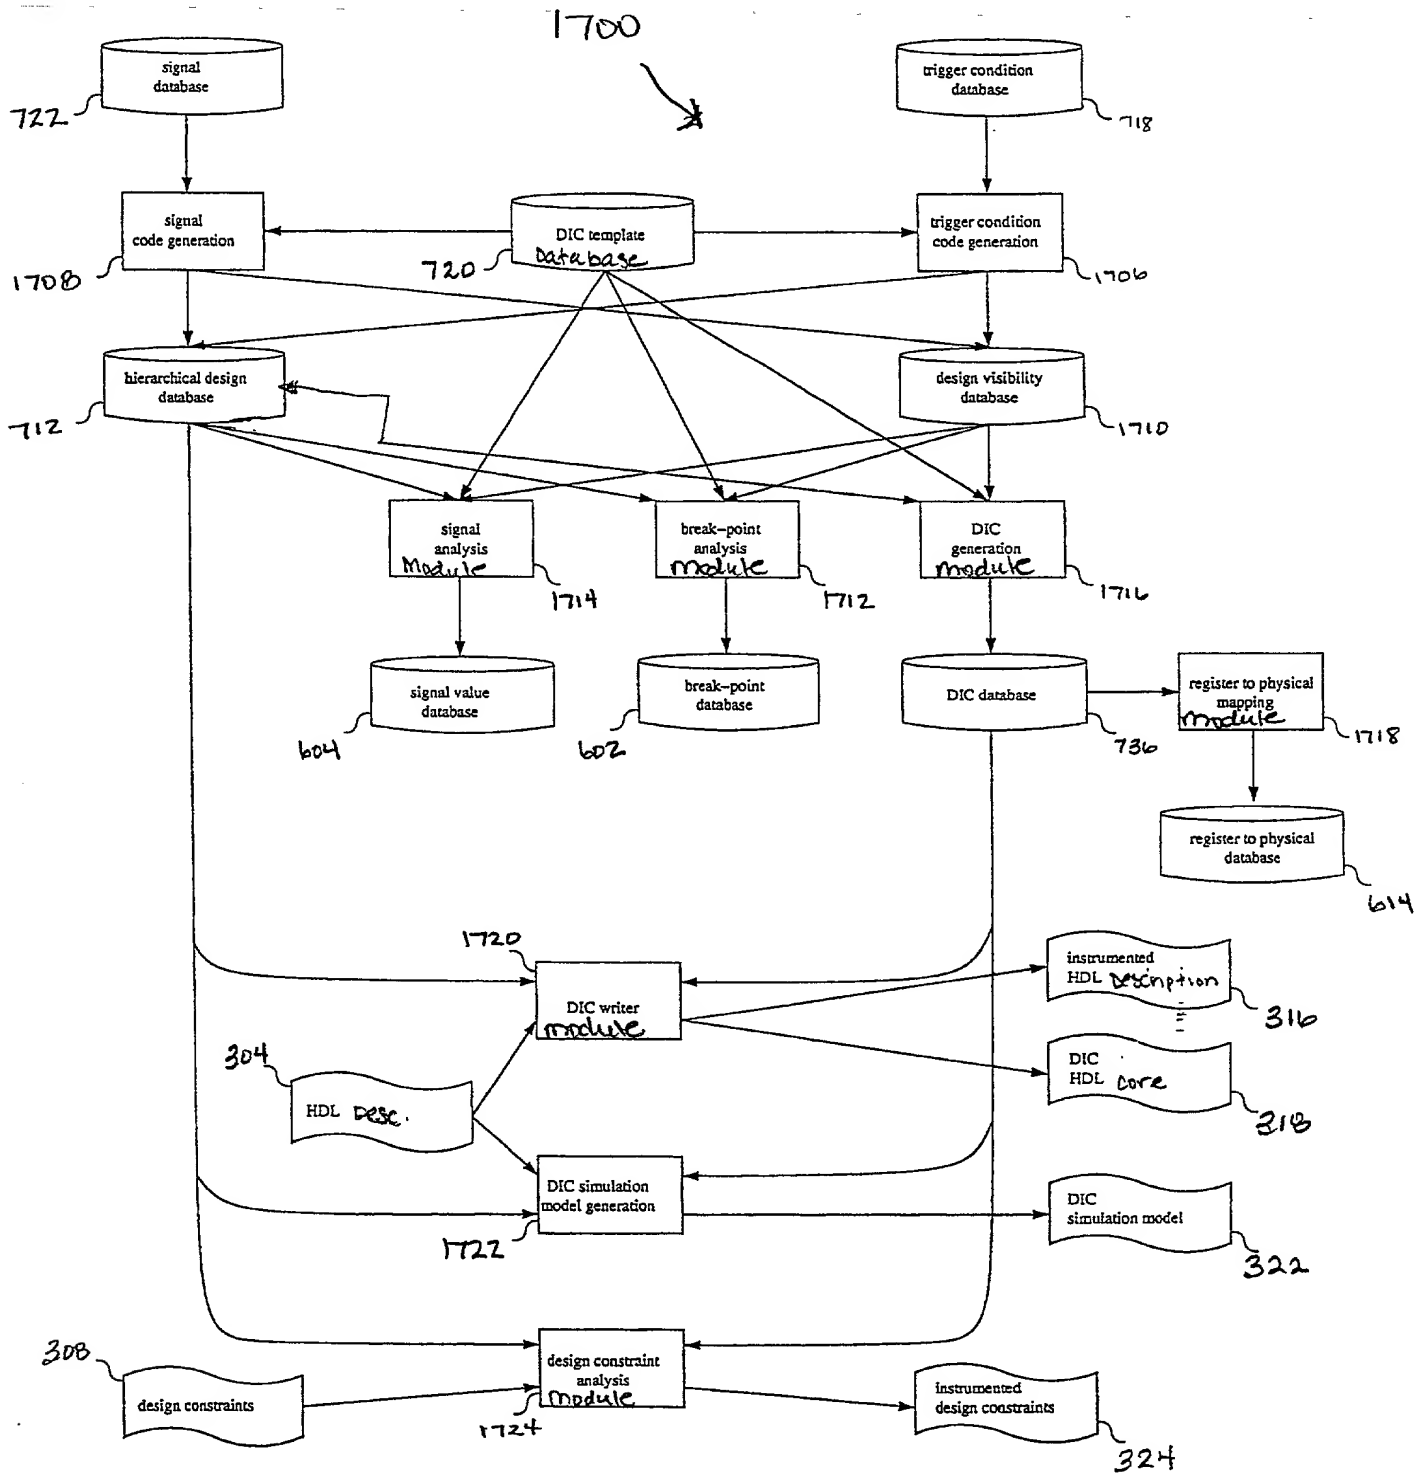 1700
signal
database
722
trigger condition
database
718
signal
code generation
1708
DIC template
Database
720
trigger condition
code generation
1706
hierarchical design
database
712
design visibility
database
1710
signal
analysis
Module
1714
break-point
analysis
module
1712
DIC
generation
module
1716
signal value
database
604
break-point
database
602
DIC database
736
register to physical
mapping
module
1718
register to physical
database
614
1720
DIC writer
module
instrumented
HDL Description
316
304
HDL Desc.
DIC
HDL core
318
DIC simulation
model generation
1722
DIC
simulation model
322
308
design constraints
design constraint
analysis
module
1724
instrumented
design constraints
324